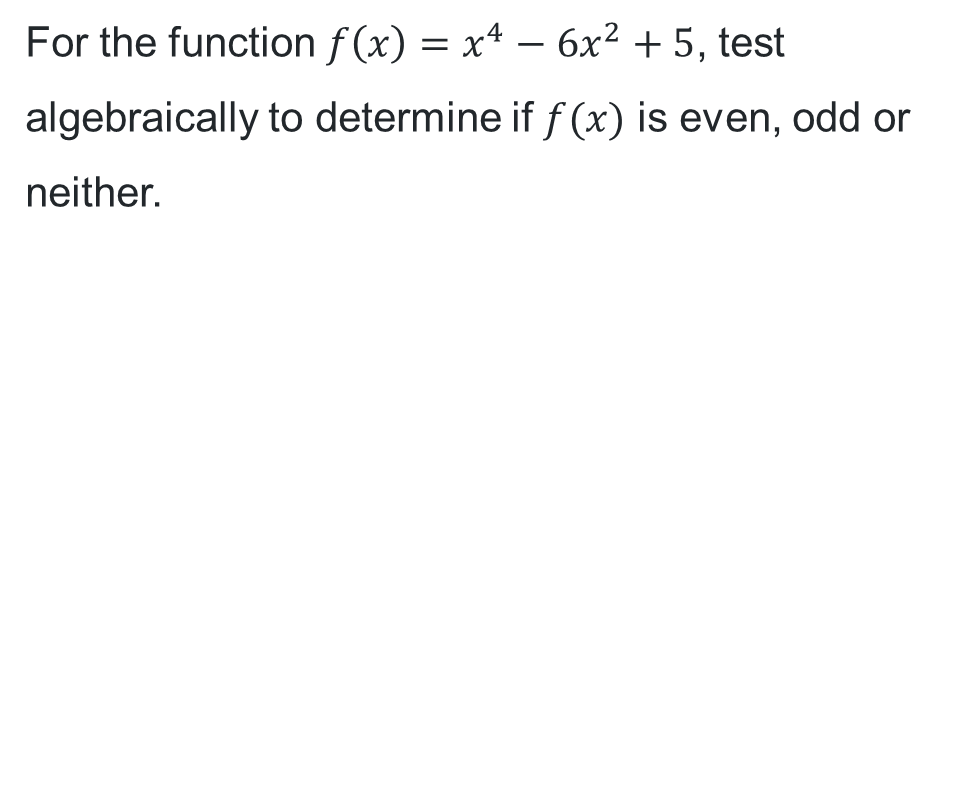 For the function f(x) = x⁴ − 6x² + 5, test
algebraically to determine if f(x) is even, odd or
neither.